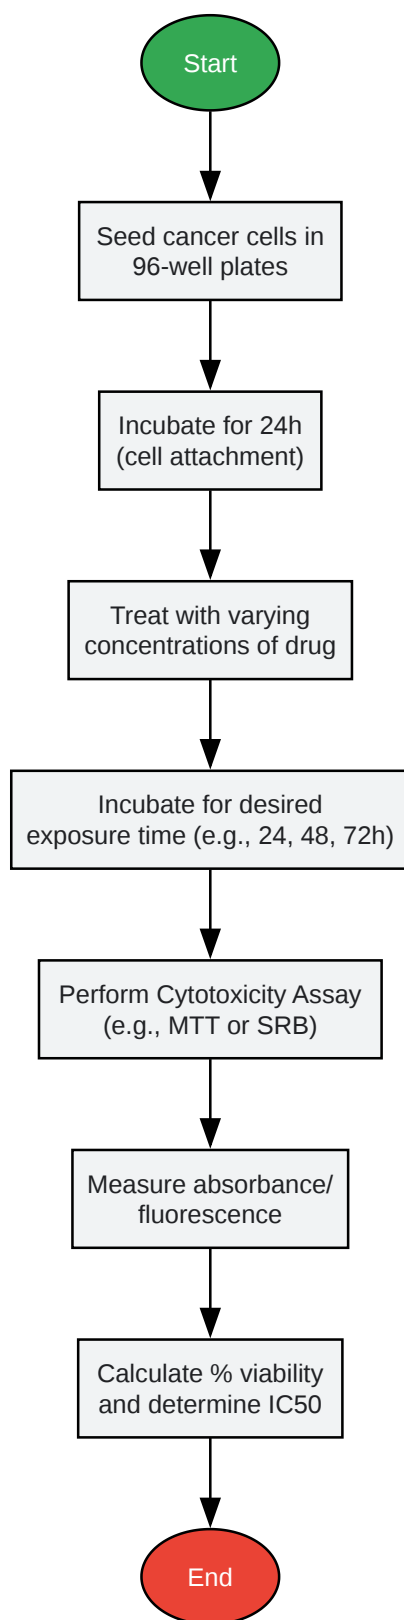 Start
Seed cancer cells in
96-well plates
Incubate for 24h
(cell attachment)
Treat with varying
concentrations of drug
Incubate for desired
exposure time (e.g., 24, 48, 72h)
Perform Cytotoxicity Assay
(e.g., MTT or SRB)
Measure absorbance/
fluorescence
Calculate % viability
and determine IC50
End